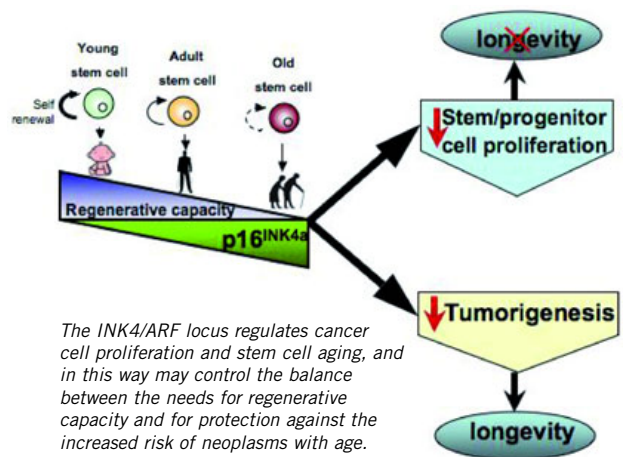 Young
stem cell
Adult
stem cell
Old
stem cell
Self
renewal
Regenerative capacity
p16INK4a
longevity
Stem/progenitor
cell proliferation
Tumorigenesis
longevity
The INK4/ARF locus regulates cancer
cell proliferation and stem cell aging, and
in this way may control the balance
between the needs for regenerative
capacity and for protection against the
increased risk of neoplasms with age.